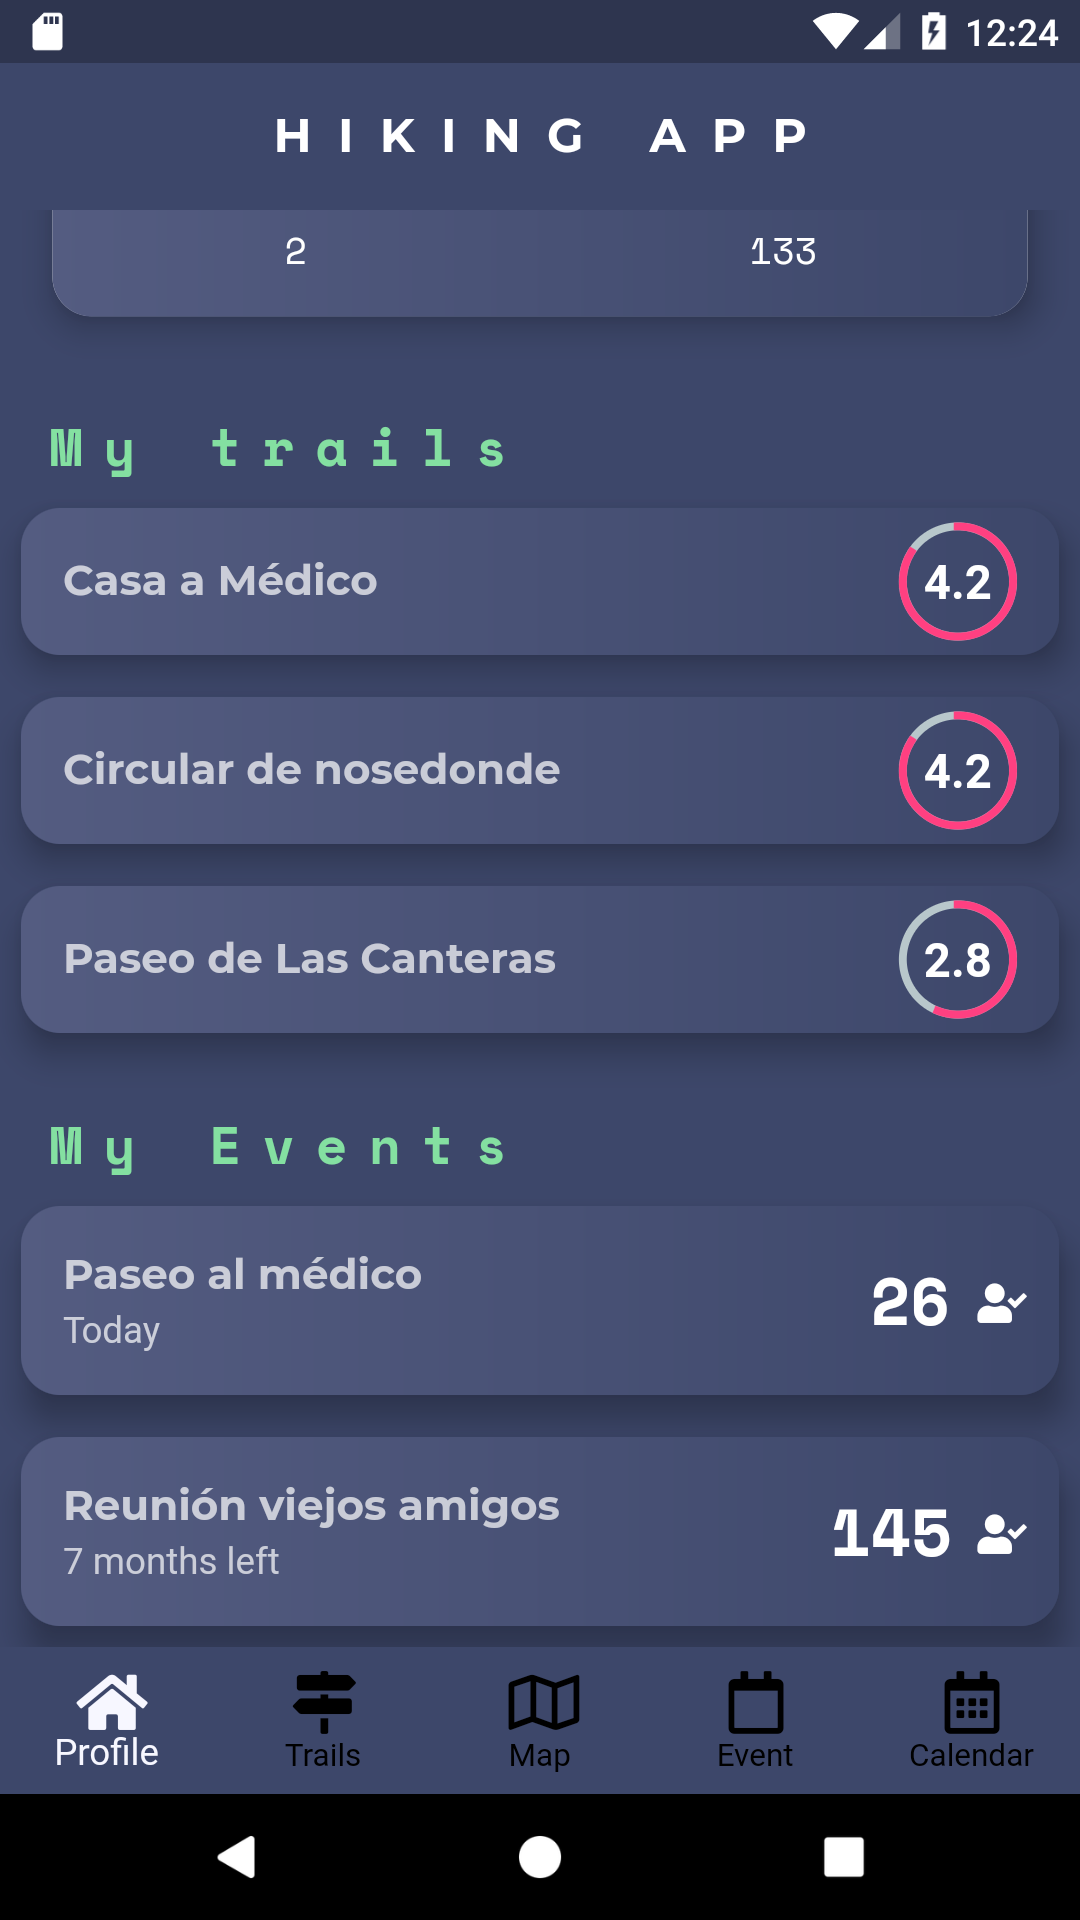 12:24
HIKING APP
2 133
My trails
Casa a Médico 4.2
Circular de nosedonde 4.2
Paseo de Las Canteras 2.8
My Events
Paseo al médico
26
Today
Reunión viejos amigos
145
7 months left
Profile Trails Map Event Calendar